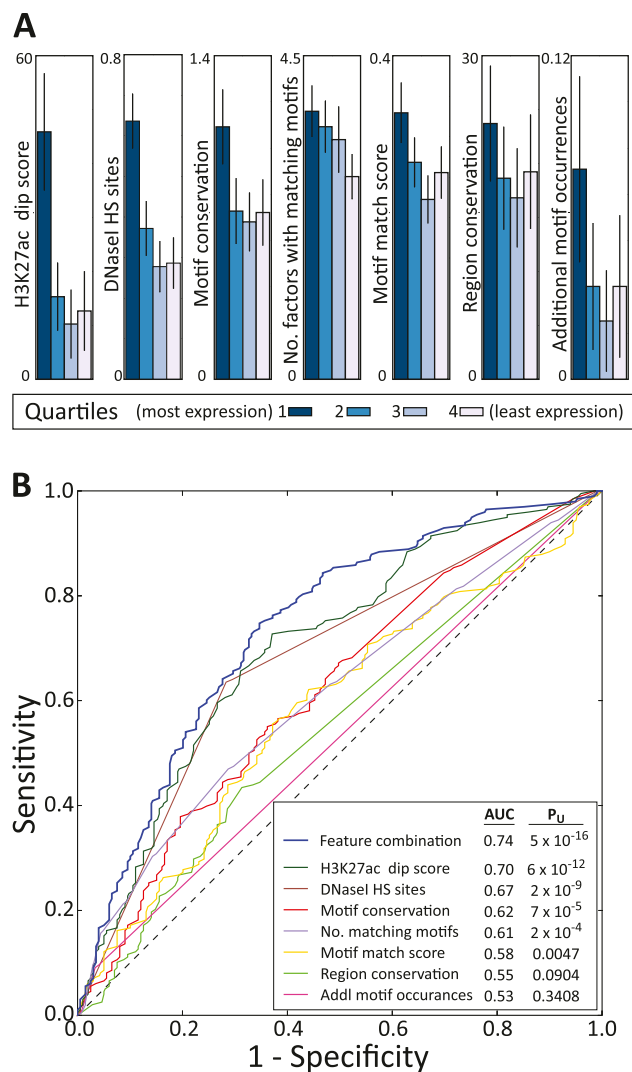 A
60
H3K27ac dip score
0
0.8
DNaseI HS sites
0
1.4
Motif conservation
0
4.5
No. factors with matching motifs
0
0.4
Motif match score
0
30
Region conservation
0
0.12
Additional motif occurrences
0
Quartiles (most expression) 1 2 3 4 (least expression)
B
1.0
0.8
0.6
0.4
0.2
0.0
Sensitivity
AUC P_U
Feature combination 0.74 5 x 10^-16
H3K27ac dip score 0.70 6 x 10^-12
DNaseI HS sites 0.67 2 x 10^-9
Motif conservation 0.62 7 x 10^-5
No. matching motifs 0.61 2 x 10^-4
Motif match score 0.58 0.0047
Region conservation 0.55 0.0904
Addl motif occurances 0.53 0.3408
0.0 0.2 0.4 0.6 0.8 1.0
1 - Specificity